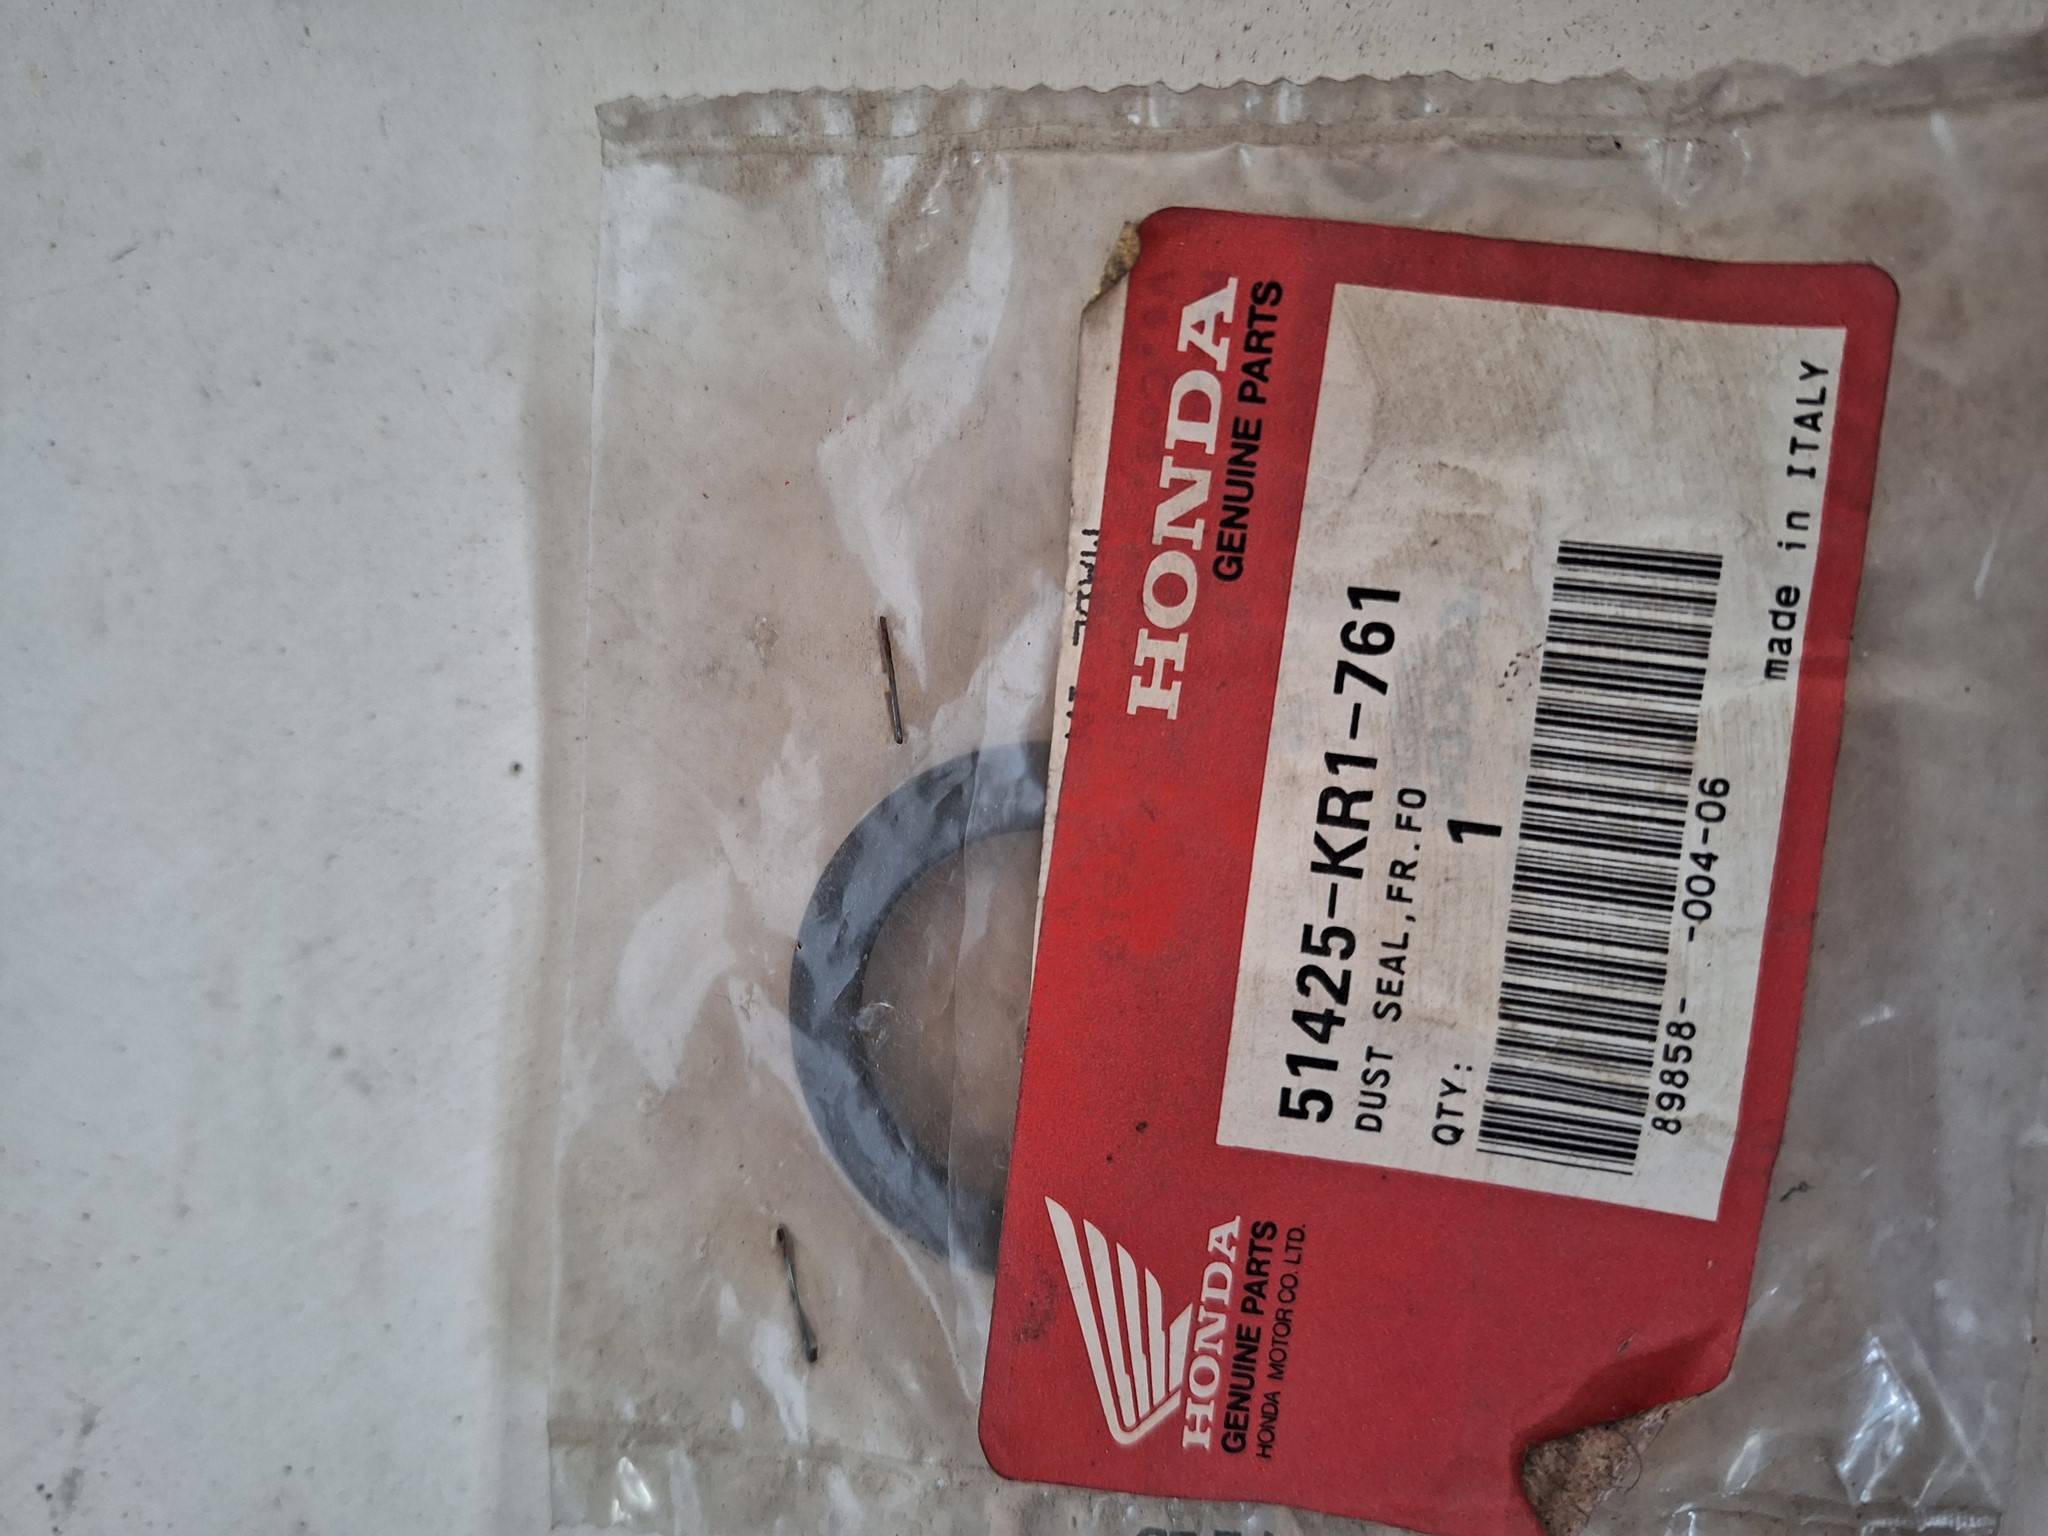 HONDA
GENUINE PARTS
HONDA MOTOR CO. LTD.
HONDA
GENUINE PARTS
51425-KR1-761
DUST SEAL,FR.FO
QTY: 1
89858- -004-06
made in ITALY